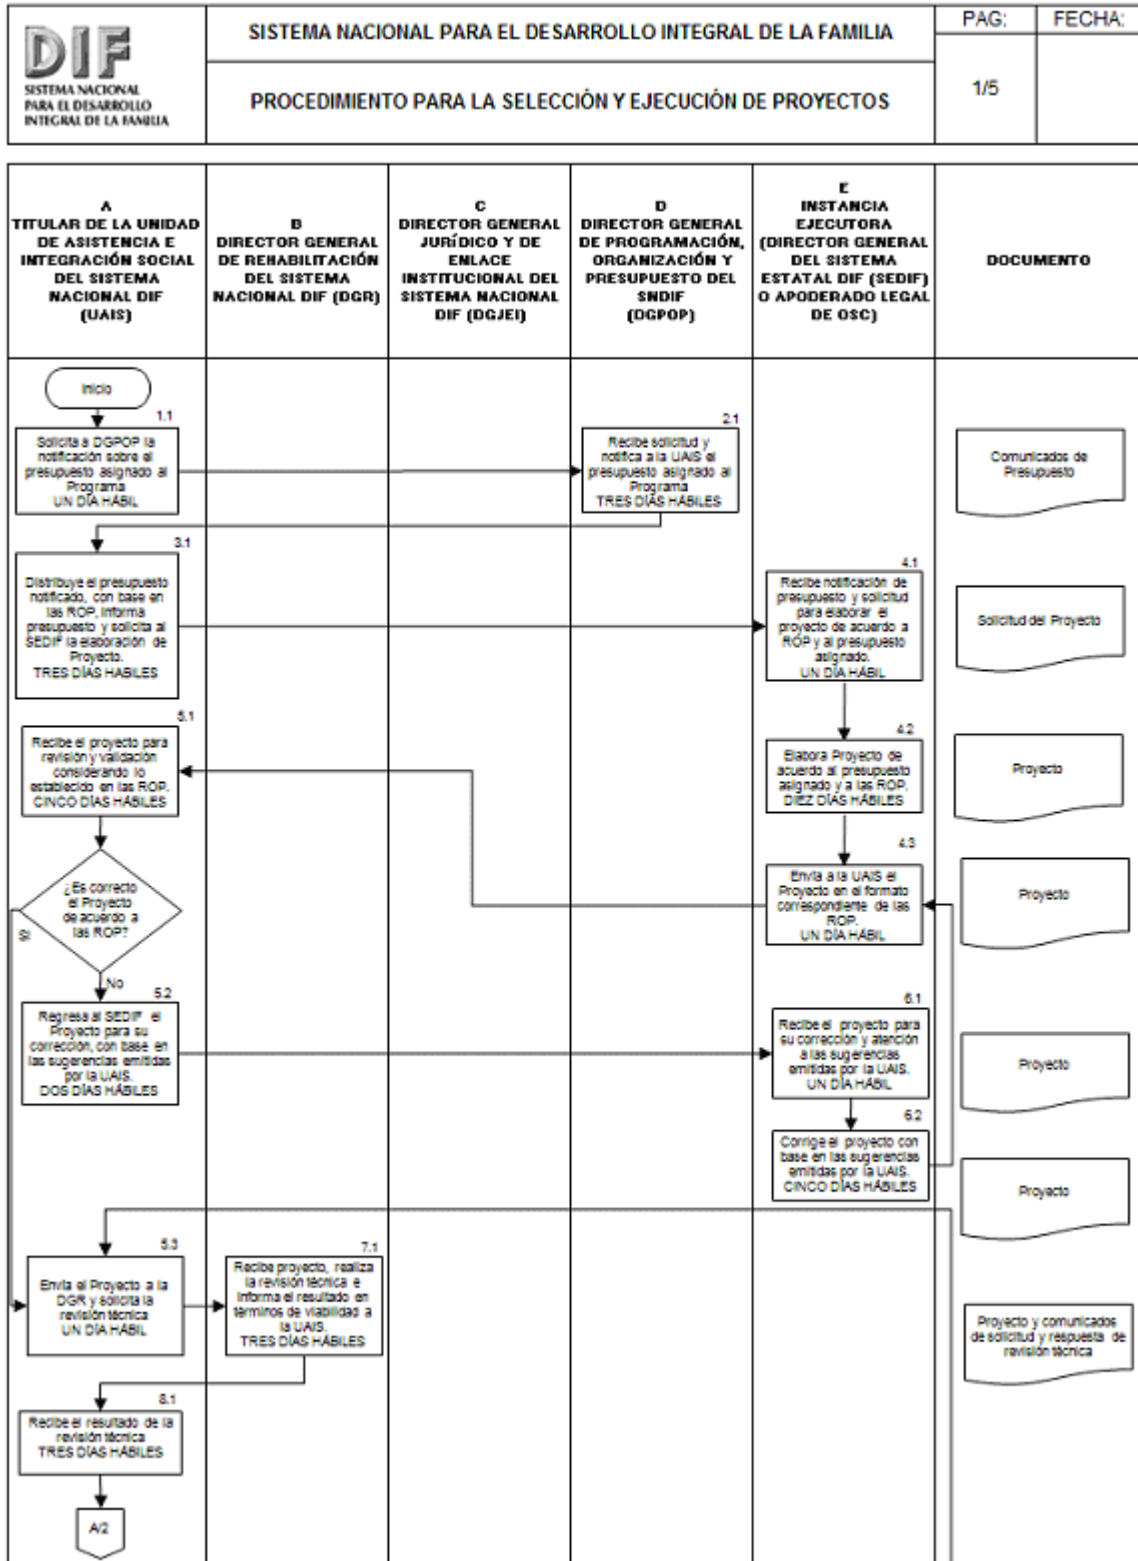 DIF
SISTEMA NACIONAL
PARA EL DESARROLLO
INTEGRAL DE LA FAMILIA
SISTEMA NACIONAL PARA EL DESARROLLO INTEGRAL DE LA FAMILIA
PROCEDIMIENTO PARA LA SELECCIÓN Y EJECUCIÓN DE PROYECTOS
PAG:
FECHA:
1/5
A
TITULAR DE LA UNIDAD
DE ASISTENCIA E
INTEGRACIÓN SOCIAL
DEL SISTEMA
NACIONAL DIF
(UAIS)
B
DIRECTOR GENERAL
DE REHABILITACIÓN
DEL SISTEMA
NACIONAL DIF (DGR)
C
DIRECTOR GENERAL
JURÍDICO Y DE
ENLACE
INSTITUCIONAL DEL
SISTEMA NACIONAL
DIF (DGJEI)
D
DIRECTOR GENERAL
DE PROGRAMACIÓN,
ORGANIZACIÓN Y
PRESUPUESTO DEL
SNDIF
(DGPOP)
E
INSTANCIA
EJECUTORA
(DIRECTOR GENERAL
DEL SISTEMA
ESTATAL DIF (SEDIF)
O APODERADO LEGAL
DE OSC)
DOCUMENTO
Inicio
1.1
Solicita a DGPOP la
notificación sobre el
presupuesto asignado al
Programa
UN DÍA HÁBIL
2.1
Recibe solicitud y
notifica a la UAIS el
presupuesto asignado al
Programa
TRES DÍAS HÁBILES
Comunicados de
Presupuesto
3.1
Distribuye el presupuesto
notificado, con base en
las ROP, informa
presupuesto y solicita al
SEDIF la elaboración de
Proyecto.
TRES DÍAS HABILES
4.1
Recibe notificación de
presupuesto y solicitud
para elaborar el
proyecto de acuerdo a
ROP y al presupuesto
asignado.
UN DÍA HÁBIL
Solicitud del Proyecto
5.1
Recibe el proyecto para
revisión y validación
considerando lo
establecido en las ROP.
CINCO DÍAS HÁBILES
4.2
Elabora Proyecto de
acuerdo al presupuesto
asignado y a las ROP.
DIEZ DÍAS HÁBILES
Proyecto
4.3
Envía a la UAIS el
Proyecto en el formato
correspondiente de las
ROP.
UN DÍA HÁBIL
Proyecto
¿Es correcto
el Proyecto
de acuerdo a
las ROP?
Sí
No
5.2
Regresa al SEDIF el
Proyecto para su
corrección, con base en
las sugerencias emitidas
por la UAIS.
DOS DÍAS HÁBILES
6.1
Recibe el proyecto para
su corrección y atención
a las sugerencias
emitidas por la UAIS.
UN DÍA HÁBIL
Proyecto
6.2
Corrige el proyecto con
base en las sugerencias
emitidas por la UAIS.
CINCO DÍAS HÁBILES
Proyecto
5.3
Envía el Proyecto a la
DGR y solicita la
revisión técnica
UN DÍA HÁBIL
7.1
Recibe proyecto, realiza
la revisión técnica e
informa el resultado en
términos de viabilidad a
la UAIS.
TRES DÍAS HÁBILES
Proyecto y comunicados
de solicitud y respuesta de
revisión técnica
8.1
Recibe el resultado de la
revisión técnica
TRES DÍAS HÁBILES
A/2